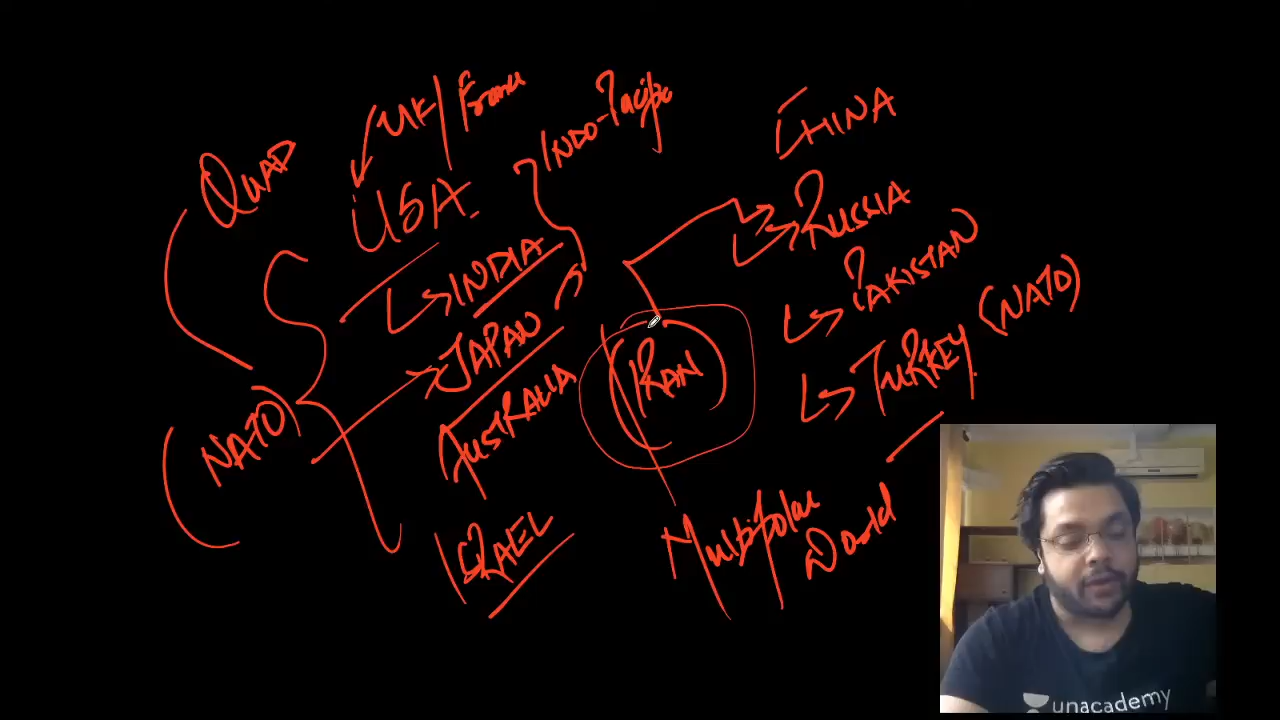 QUAD
UK/France
USA
INDIA
JAPAN
AUSTRALIA
ISRAEL
(NATO)
INDO-Pacific
CHINA
RUSSIA
PAKISTAN
TURKEY (NATO)
(IRAN)
Multipolar
World
unacademy